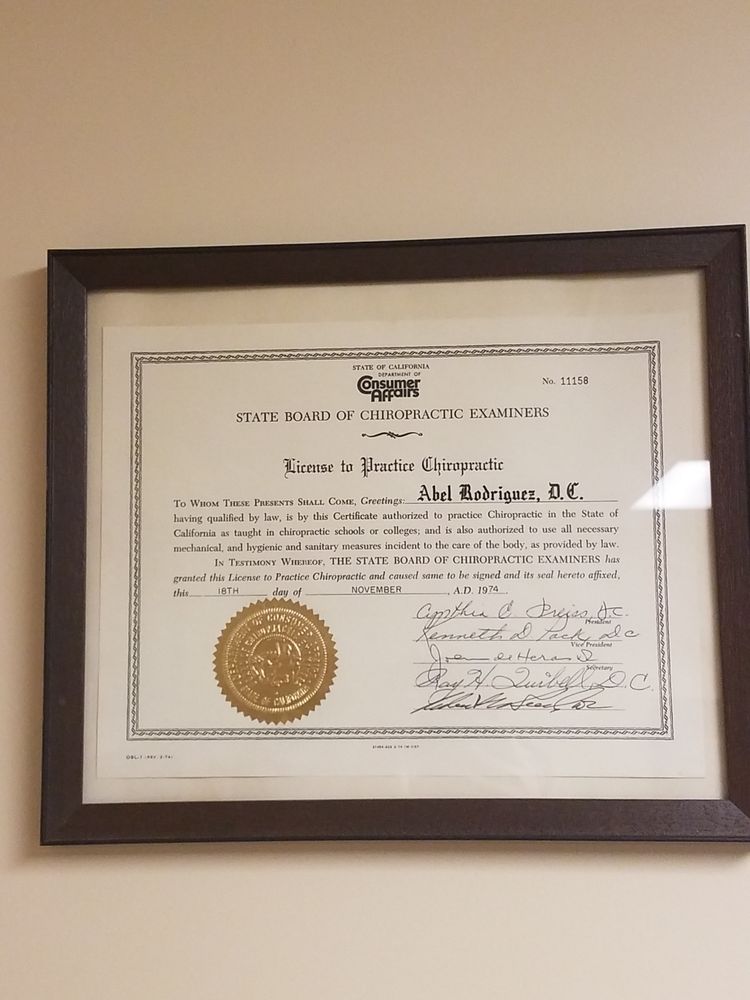 STATE OF CALIFORNIA
DEPARTMENT OF
Consumer
Affairs
No. 11158
STATE BOARD OF CHIROPRACTIC EXAMINERS
License to Practice Chiropractic
To Whom These Presents Shall Come, Greetings: Abel Rodriguez, D.C.
having qualified by law, is by this Certificate authorized to practice Chiropractic in the State of
California as taught in chiropractic schools or colleges; and is also authorized to use all necessary
mechanical, and hygienic and sanitary measures incident to the care of the body, as provided by law.
In Testimony Whereof, THE STATE BOARD OF CHIROPRACTIC EXAMINERS has
granted this License to Practice Chiropractic and caused same to be signed and its seal hereto affixed,
this 18TH day of NOVEMBER, A.D. 1974.
Cynthia
President
Kenneth D.
Vice President
Secretary
Ray H. D.C.